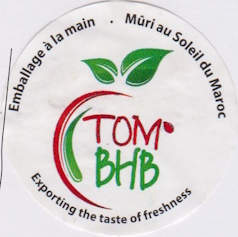 Emballage à la main · Mûri au Soleil du Maroc
TOM
BHB
Exporting the taste of freshness